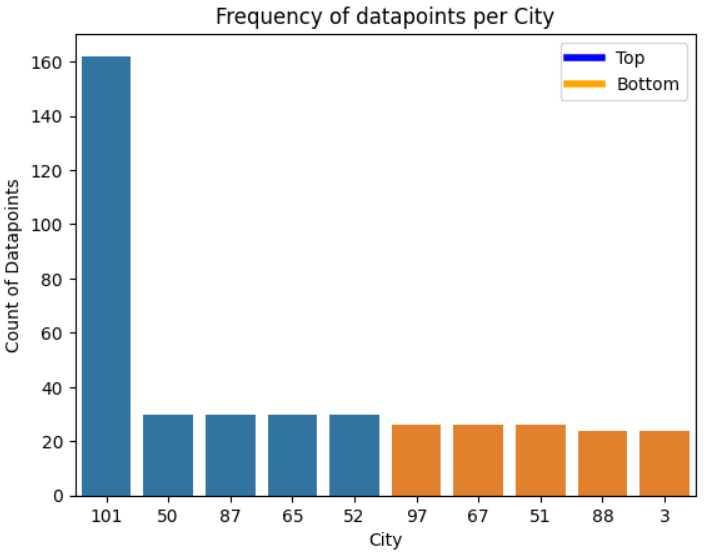 Frequency of datapoints per City
Top
Bottom
Count of Datapoints
160
140
120
100
80
60
40
20
0
101 50 87 65 52 97 67 51 88 3
City